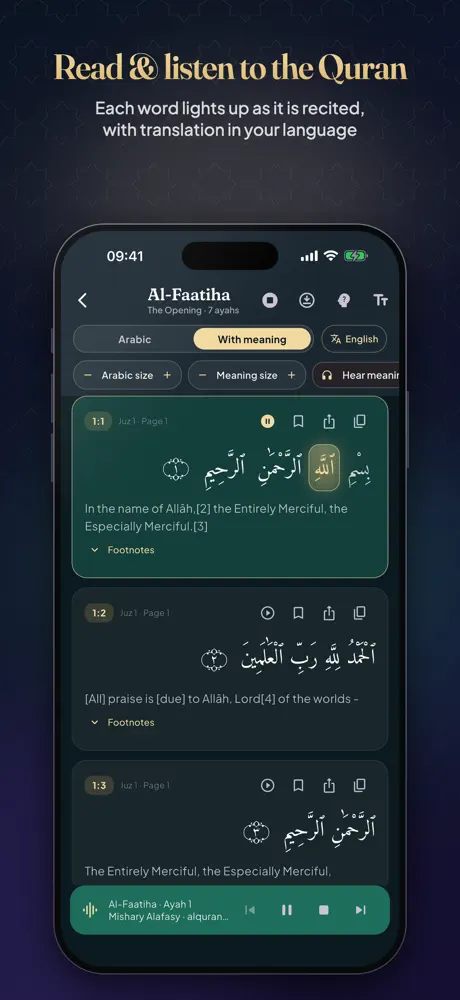 Read & listen to the Quran
Each word lights up as it is recited,
with translation in your language
09:41
Al-Faatiha
The Opening · 7 ayahs
Arabic
With meaning
English
− Arabic size +
− Meaning size +
Hear meanin
1:1 Juz 1 · Page 1
بِسْمِ ٱللَّهِ ٱلرَّحْمَٰنِ ٱلرَّحِيمِ ١
In the name of Allāh,[2] the Entirely Merciful, the
Especially Merciful.[3]
Footnotes
1:2 Juz 1 · Page 1
ٱلْحَمْدُ لِلَّهِ رَبِّ ٱلْعَٰلَمِينَ ٢
[All] praise is [due] to Allāh, Lord[4] of the worlds -
Footnotes
1:3 Juz 1 · Page 1
ٱلرَّحْمَٰنِ ٱلرَّحِيمِ ٣
The Entirely Merciful, the Especially Merciful,
Al-Faatiha · Ayah 1
Mishary Alafasy · alquran...